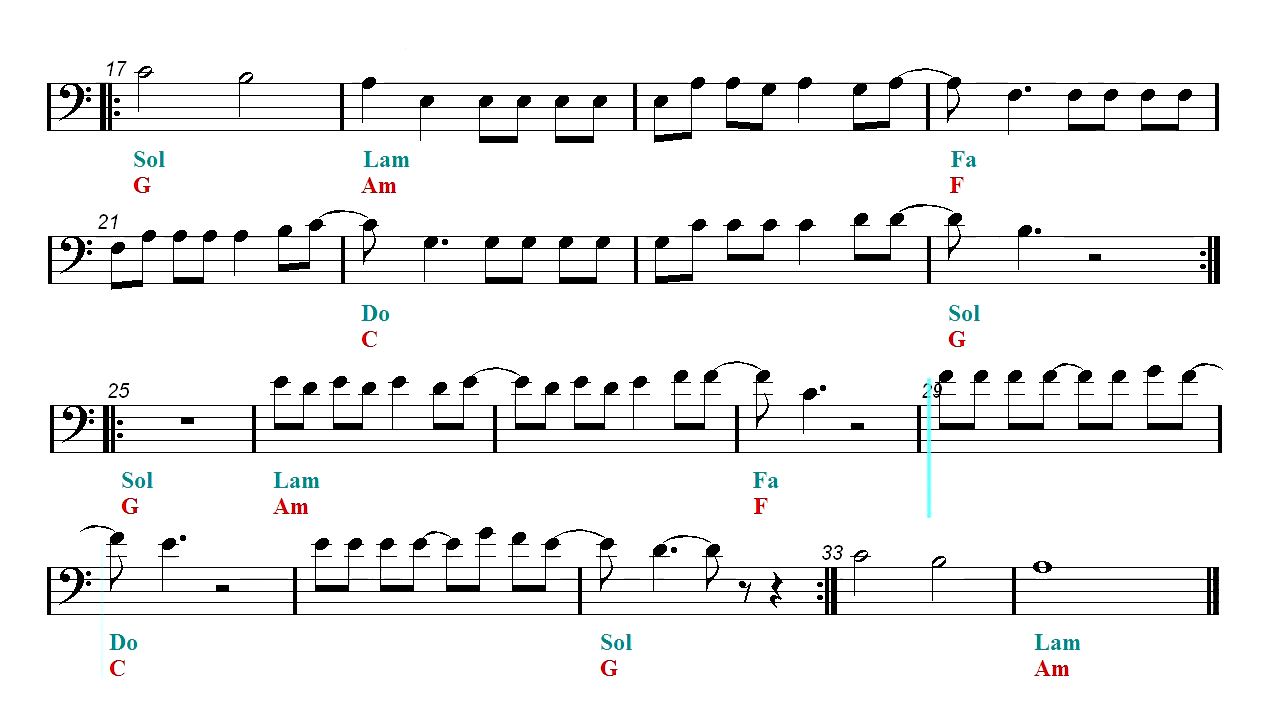 17
Sol Lam Fa
G Am F
21
Do Sol
C G
25 29
Sol Lam Fa
G Am F
33
Do Sol Lam
C G Am